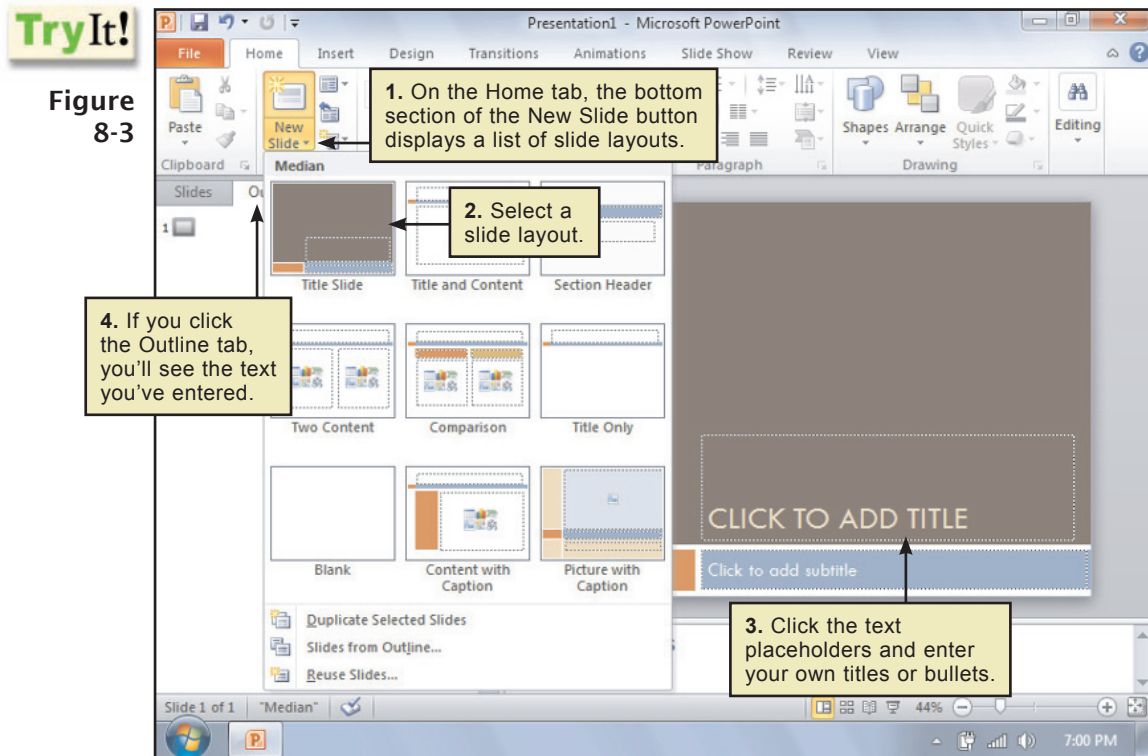 TryIt!
Figure
8-3
Presentation1 - Microsoft PowerPoint
File Home Insert Design Transitions Animations Slide Show Review View
Paste
New
Slide
Shapes Arrange Quick
Styles
Editing
Clipboard
Paragraph
Drawing
1. On the Home tab, the bottom
section of the New Slide button
displays a list of slide layouts.
Slides
Median
2. Select a
slide layout.
1
Title Slide Title and Content Section Header
4. If you click
the Outline tab,
you'll see the text
you've entered.
Two Content Comparison Title Only
Blank Content with
Caption
Picture with
Caption
Duplicate Selected Slides
Slides from Outline...
Reuse Slides...
CLICK TO ADD TITLE
Click to add subtitle
3. Click the text
placeholders and enter
your own titles or bullets.
Slide 1 of 1 "Median" 44%
7:00 PM